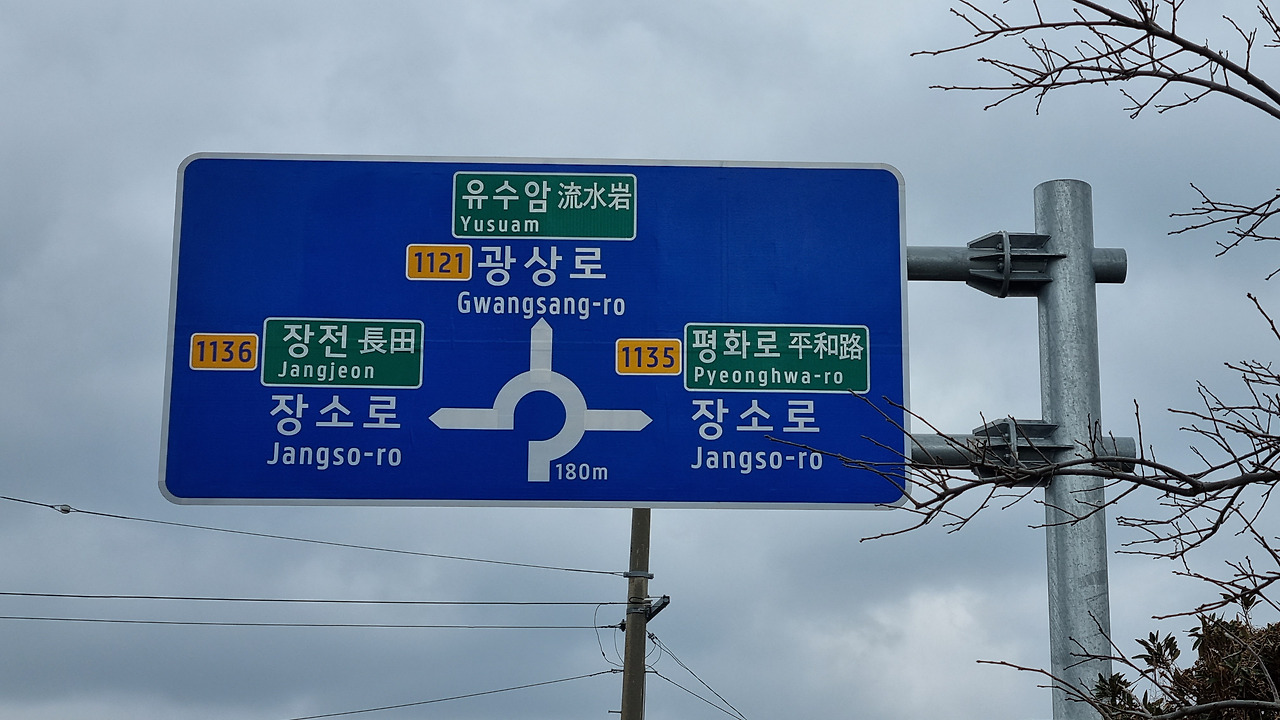 유수암 流水岩
Yusuam
1121 광상로
Gwangsang-ro
1136 장전 長田
Jangjeon
장소로
Jangso-ro
1135 평화로 平和路
Pyeonghwa-ro
장소로
Jangso-ro
180m